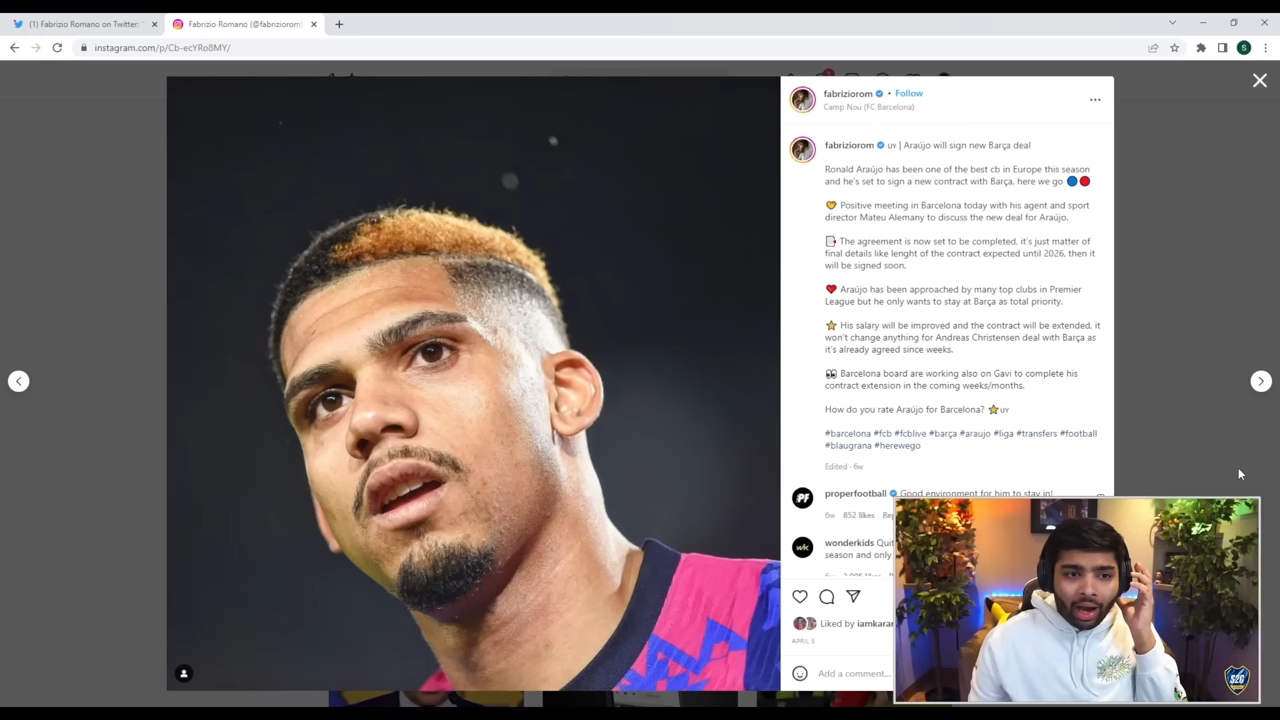 (1) Fabrizio Romano on Twitter:
Fabrizio Romano (@fabriziorom)
instagram.com/p/Cb-ecYRo8MY/
S
fabriziorom • Follow
Camp Nou (FC Barcelona)
fabriziorom UY | Araújo will sign new Barça deal
Ronald Araújo has been one of the best cb in Europe this season
and he's set to sign a new contract with Barça, here we go
Positive meeting in Barcelona today with his agent and sport
director Mateu Alemany to discuss the new deal for Araújo.
The agreement is now set to be completed, it's just matter of
final details like lenght of the contract expected until 2026, then it
will be signed soon.
Araújo has been approached by many top clubs in Premier
League but he only wants to stay at Barça as total priority.
His salary will be improved and the contract will be extended, it
won't change anything for Andreas Christensen deal with Barça as
it's already agreed since weeks.
Barcelona board are working also on Gavi to complete his
contract extension in the coming weeks/months.
How do you rate Araújo for Barcelona? UY
#barcelona #fcb #fcblive #barça #araujo #liga #transfers #football
#blaugrana #herewego
Edited · 6w
PF
properfootball Good environment for him to stay in!
6w 852 likes
wk
wonderkids
season and only
Liked by
APRIL 5
Add a comment...
S2G